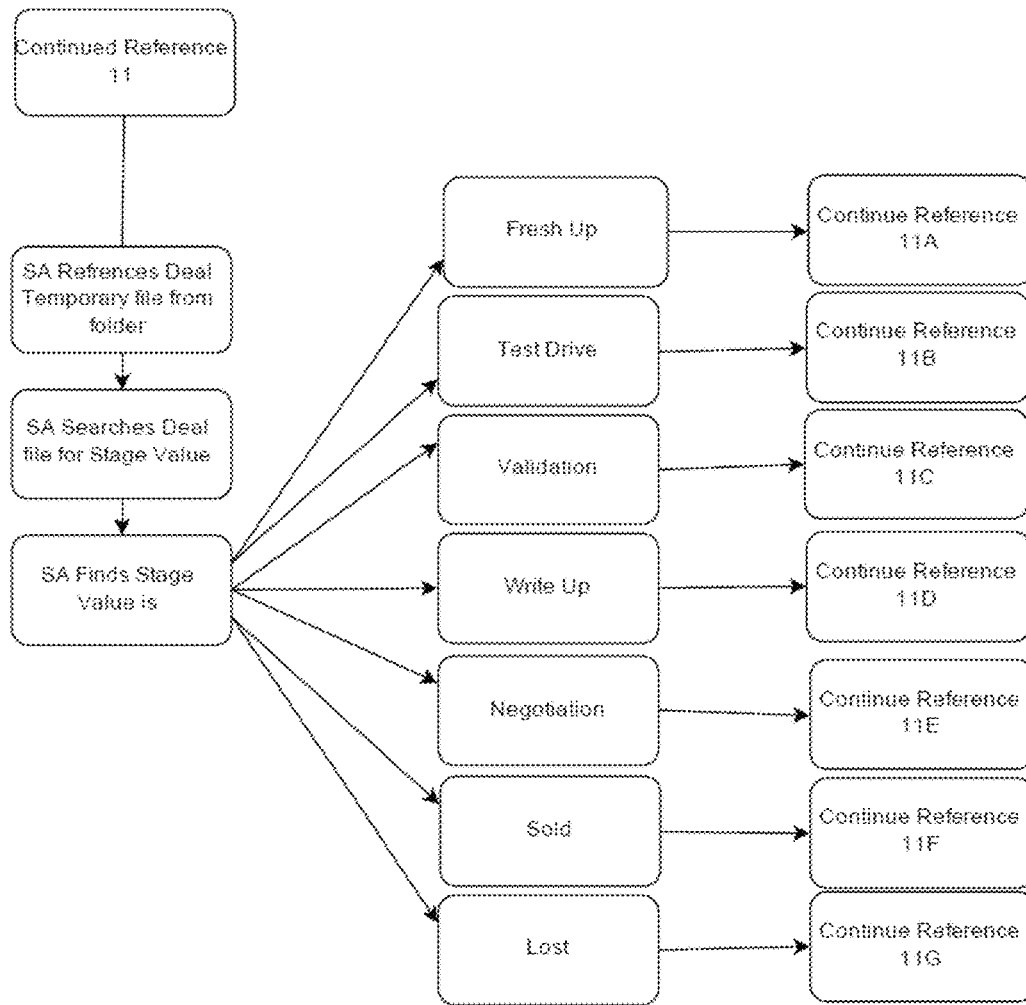 Continued Reference
11
SA Refrences Deal
Temporary file from
folder
SA Searches Deal
file for Stage Value
SA Finds Stage
Value is
Fresh Up
Continue Reference
11A
Test Drive
Continue Reference
11B
Validation
Continue Reference
11C
Write Up
Continue Reference
11D
Negotiation
Continue Reference
11E
Sold
Continue Reference
11F
Lost
Continue Reference
11G